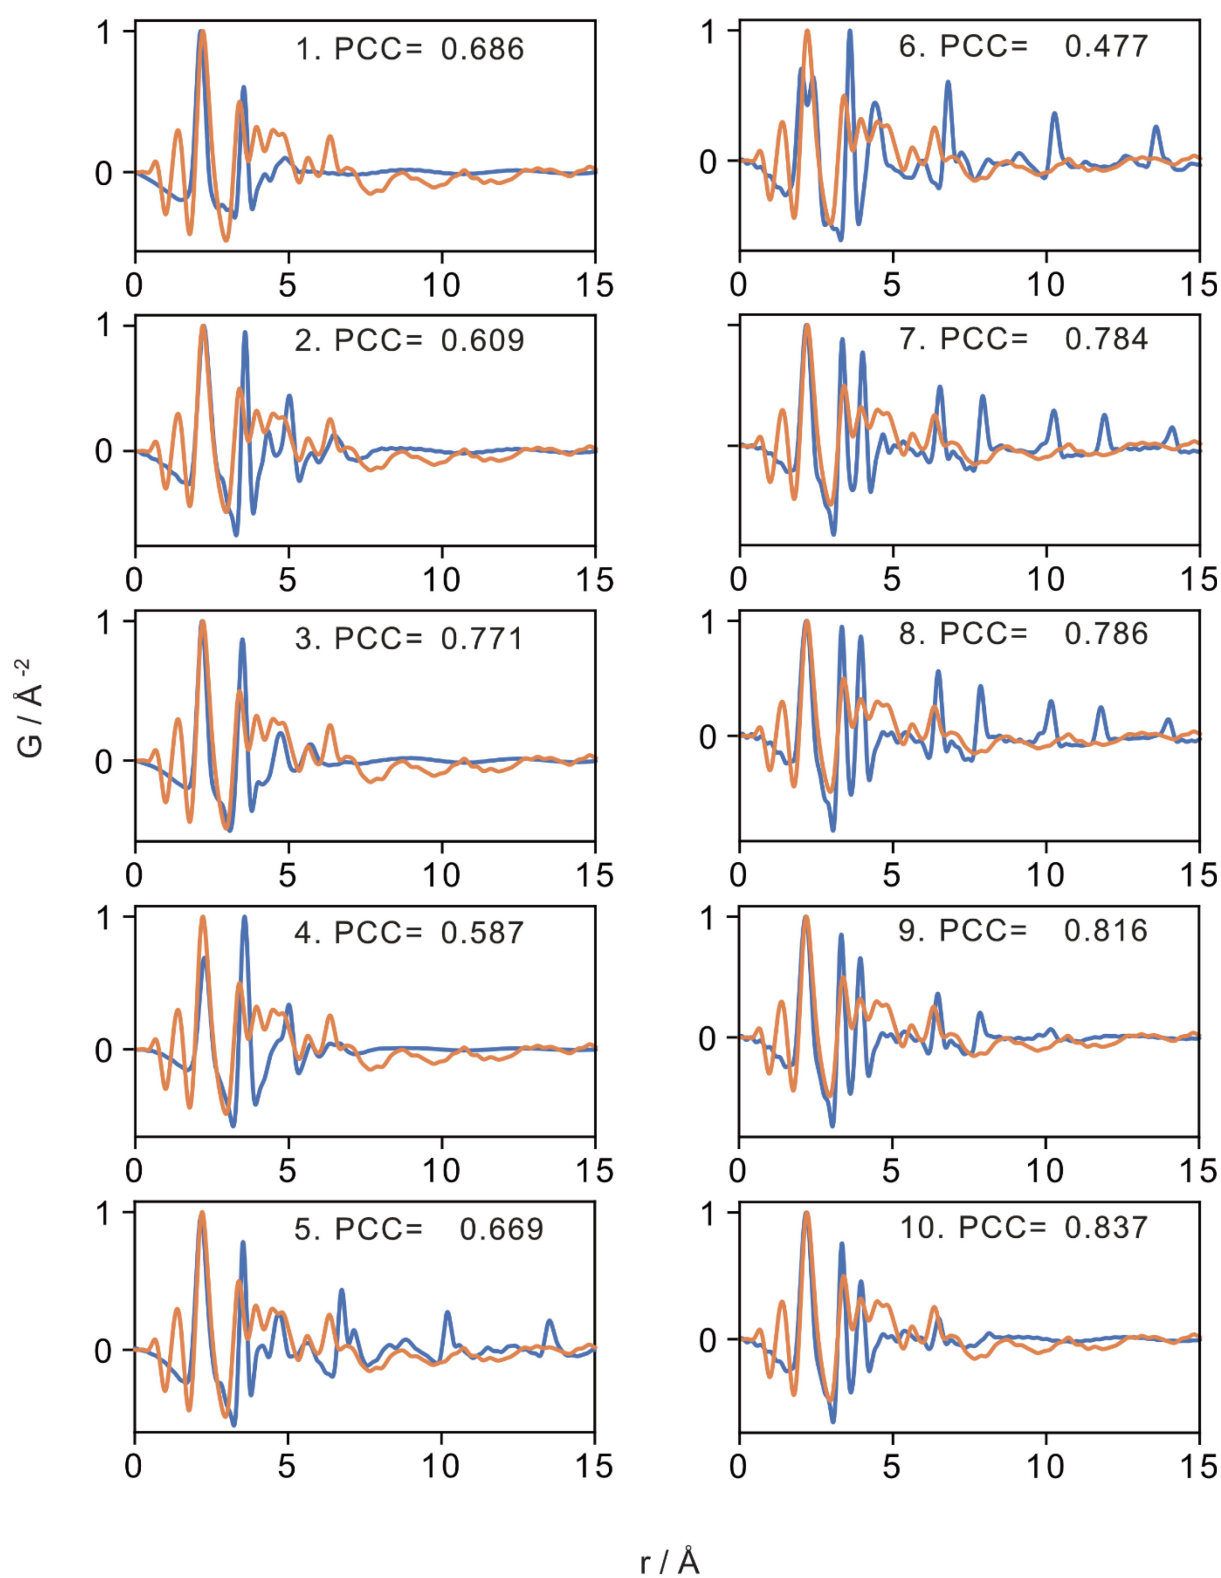 1
1. PCC= 0.686
0
0 5 10 15
1
2. PCC= 0.609
0
0 5 10 15
1
3. PCC= 0.771
0
0 5 10 15
1
4. PCC= 0.587
0
0 5 10 15
1
5. PCC= 0.669
0
0 5 10 15
1
6. PCC= 0.477
0
0 5 10 15
7. PCC= 0.784
0 5 10 15
1
8. PCC= 0.786
0
0 5 10 15
1
9. PCC= 0.816
0
0 5 10 15
1
10. PCC= 0.837
0
0 5 10 15
G / Å⁻²
r / Å